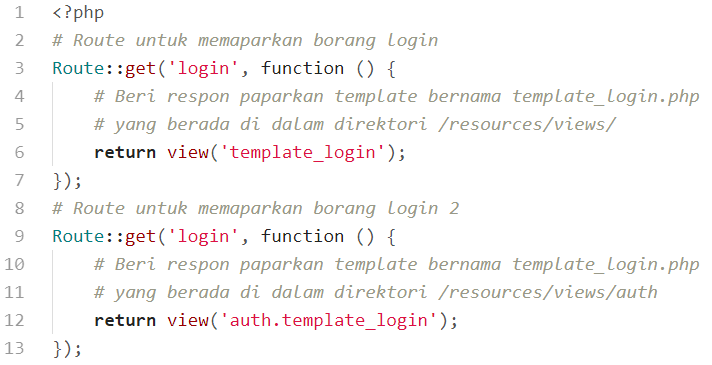 1 <?php
2 # Route untuk memaparkan borang login
3 Route::get('login', function () {
4     # Beri respon paparkan template bernama template_login.php
5     # yang berada di dalam direktori /resources/views/
6     return view('template_login');
7 });
8 # Route untuk memaparkan borang login 2
9 Route::get('login', function () {
10     # Beri respon paparkan template bernama template_login.php
11     # yang berada di dalam direktori /resources/views/auth
12     return view('auth.template_login');
13 });